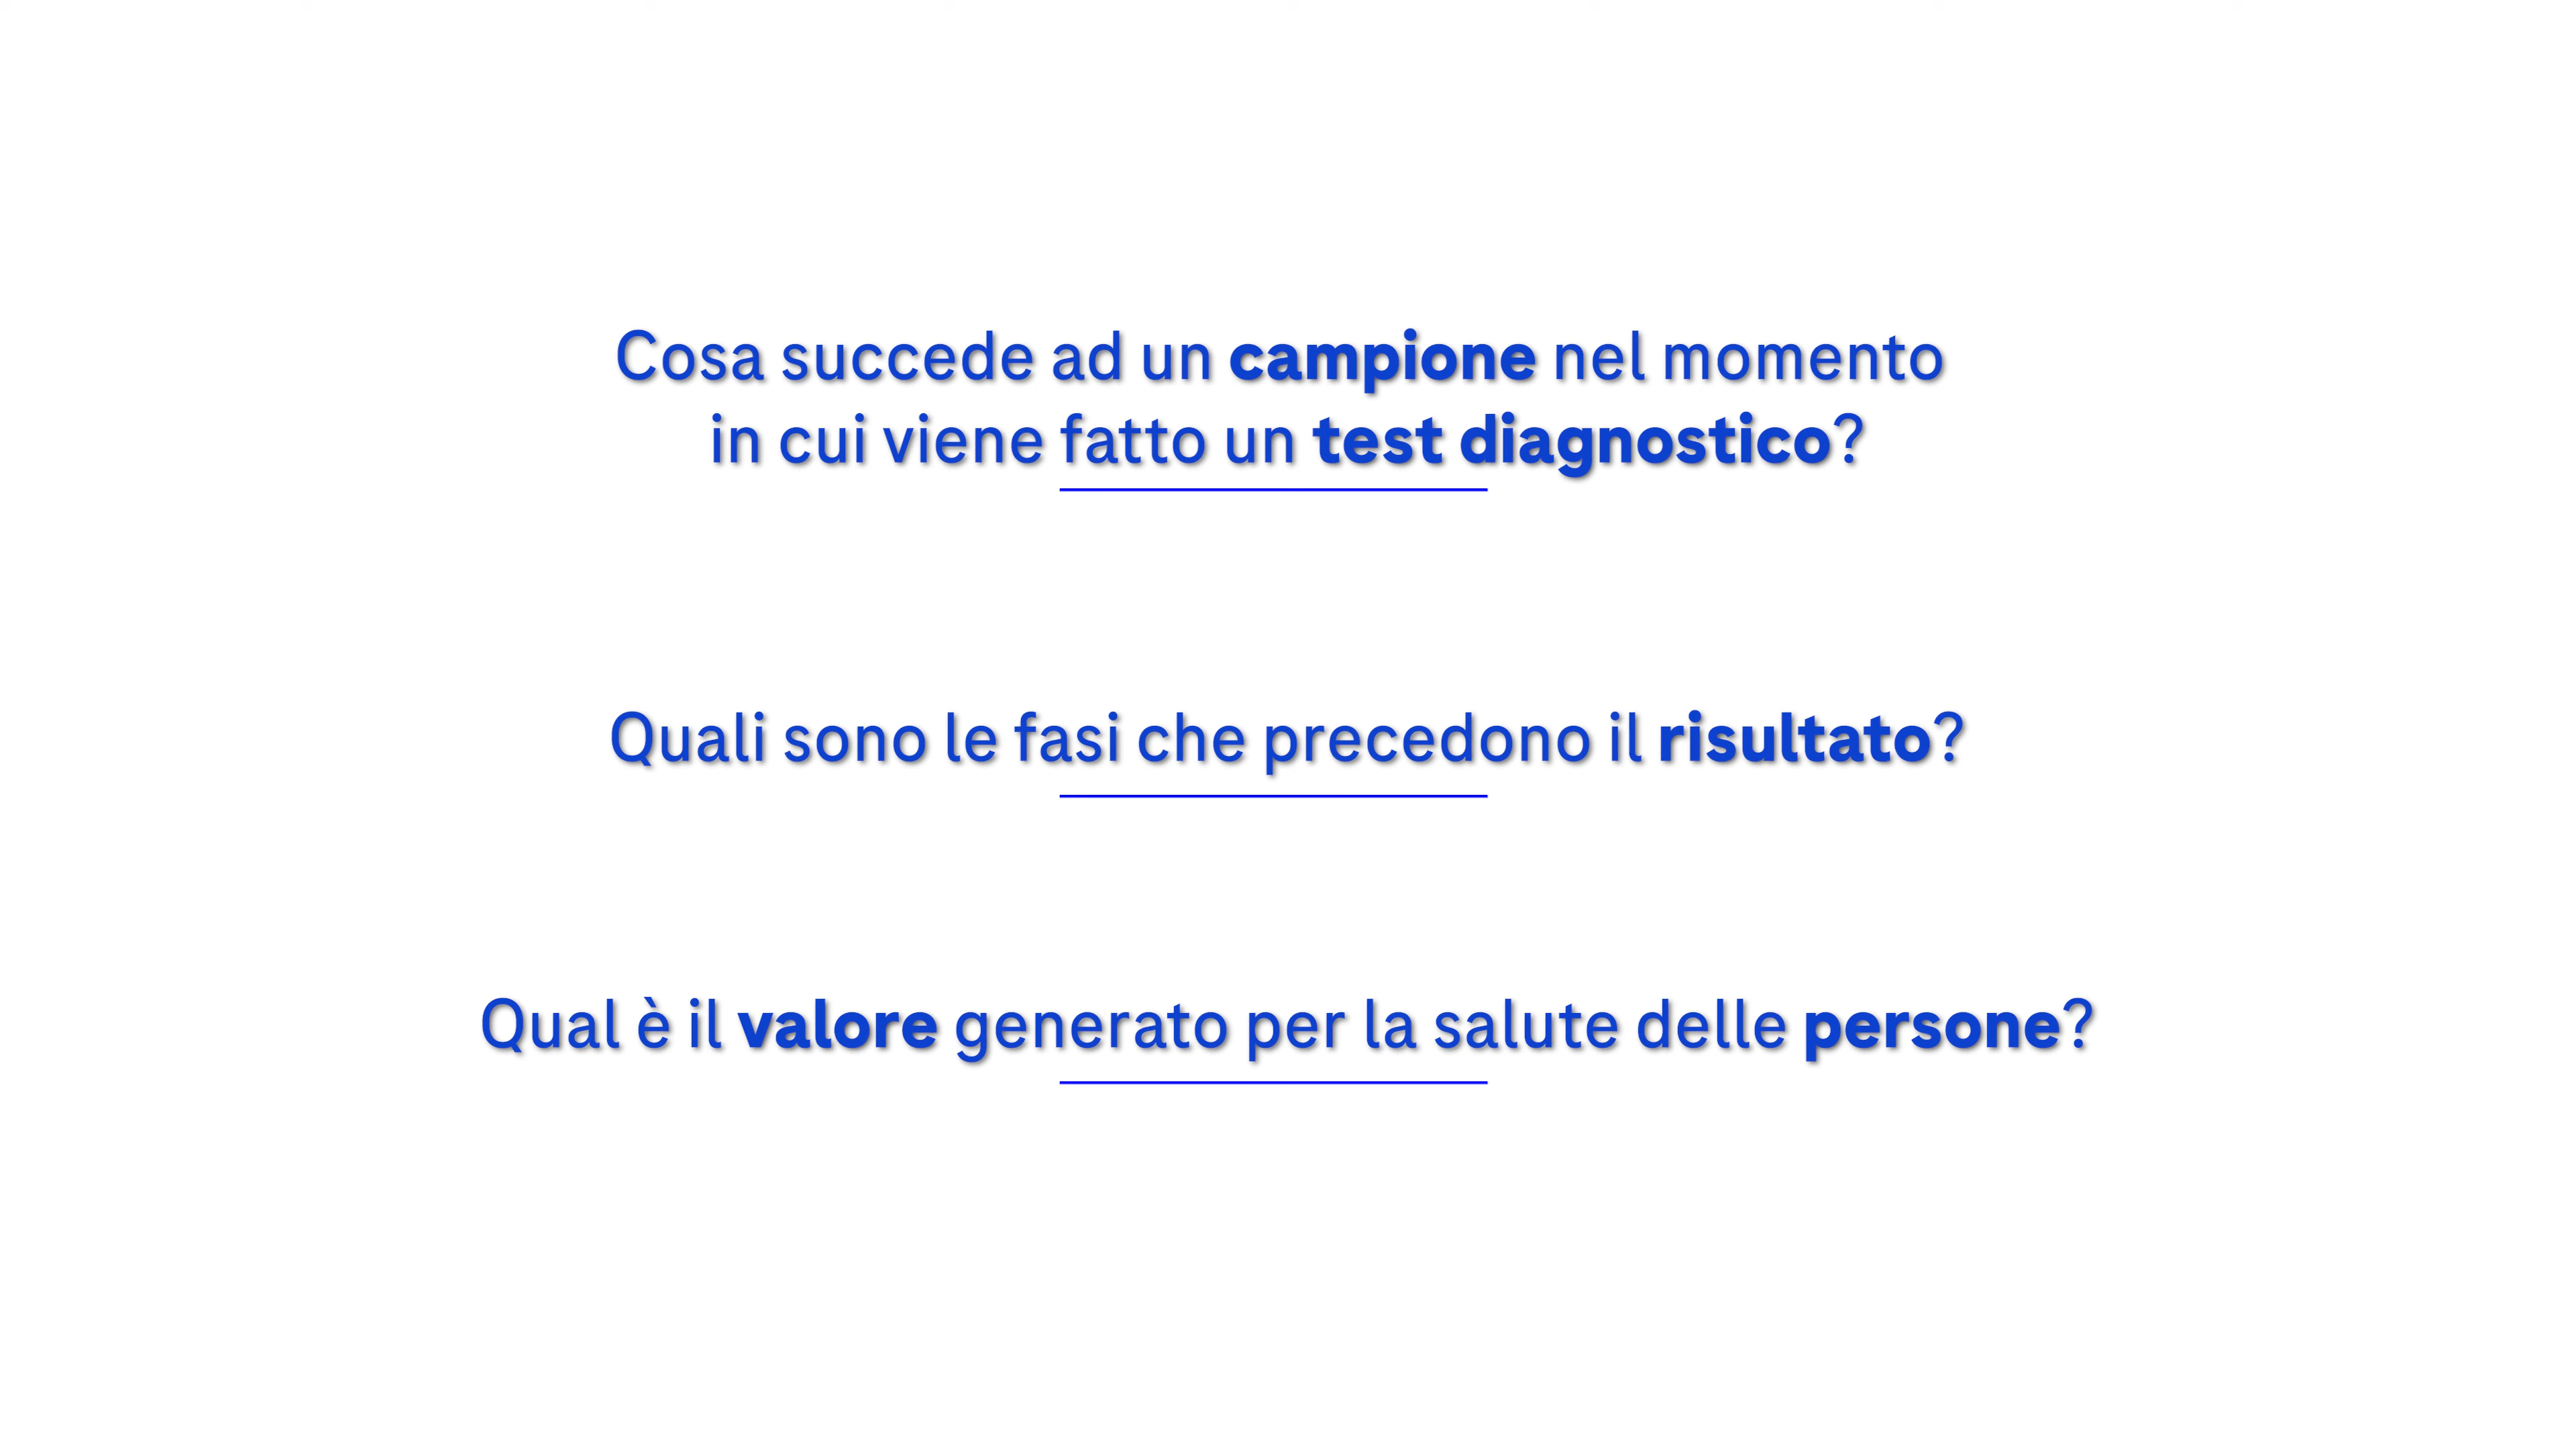 Cosa succede ad un campione nel momento
in cui viene fatto un test diagnostico?
Quali sono le fasi che precedono il risultato?
Qual è il valore generato per la salute delle persone?